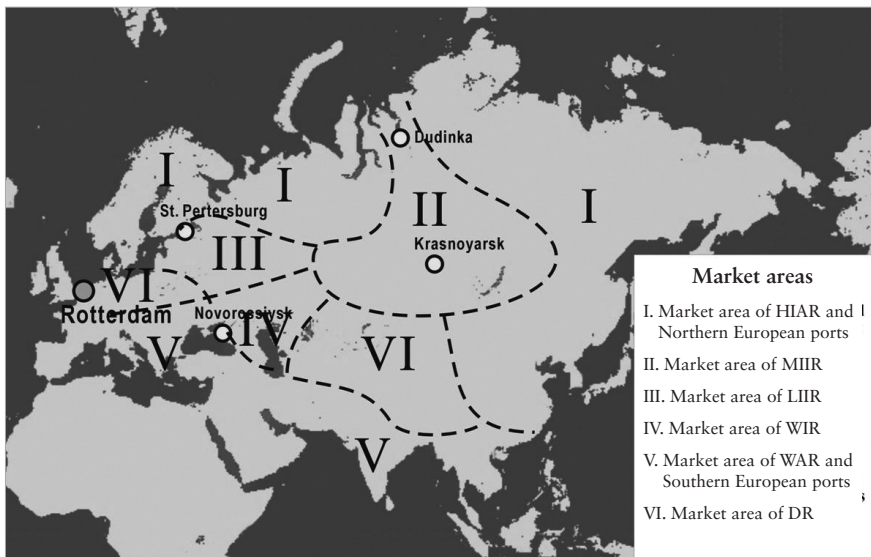 Dudinka
I
I
II
I
St. Pertersburg
III
Krasnoyarsk
VI
Rotterdam
Novorossiysk
IV
V
VI
V
Market areas
I. Market area of HIAR and
Northern European ports
II. Market area of MIIR
III. Market area of LIIR
IV. Market area of WIR
V. Market area of WAR and
Southern European ports
VI. Market area of DR